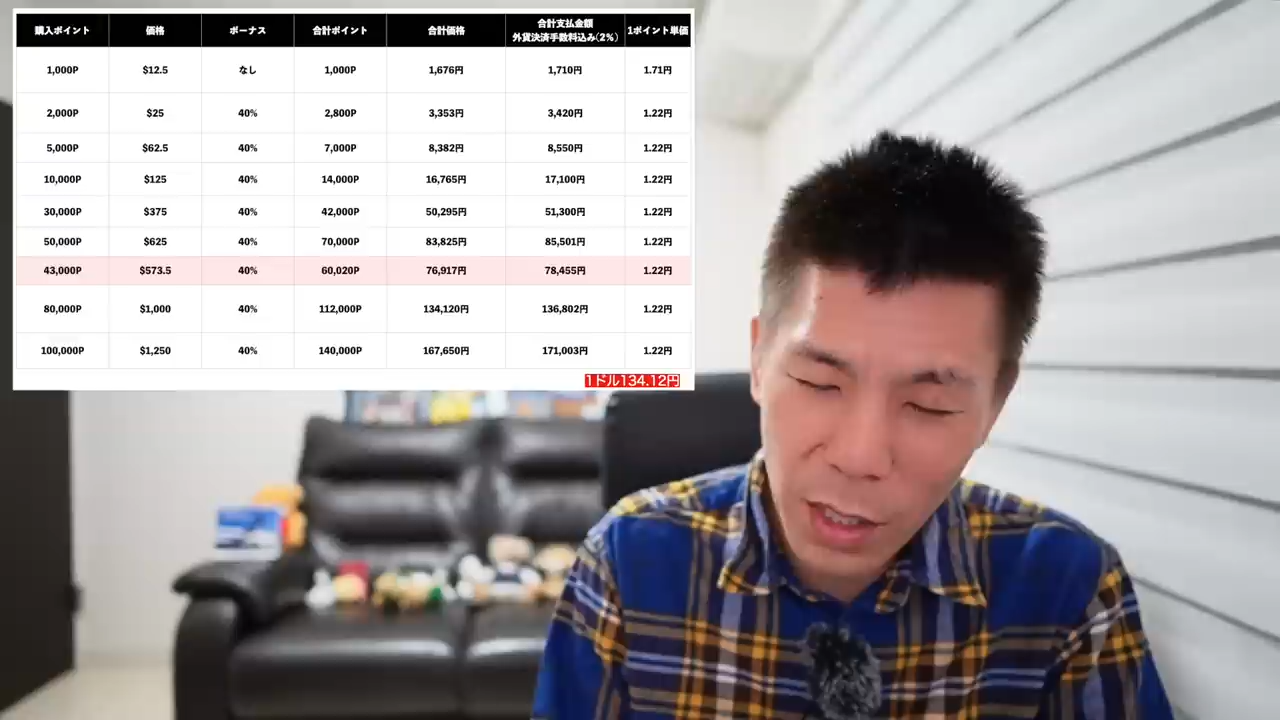 購入ポイント 価格 ボーナス 合計ポイント 合計価格 合計支払金額 外貨決済手数料込み(2%) 1ポイント単価
1,000P $12.5 なし 1,000P 1,676円 1,710円 1.71円
2,000P $25 40% 2,800P 3,353円 3,420円 1.22円
5,000P $62.5 40% 7,000P 8,382円 8,550円 1.22円
10,000P $125 40% 14,000P 16,765円 17,100円 1.22円
30,000P $375 40% 42,000P 50,295円 51,300円 1.22円
50,000P $625 40% 70,000P 83,825円 85,501円 1.22円
43,000P $573.5 40% 60,020P 76,917円 78,455円 1.22円
80,000P $1,000 40% 112,000P 134,120円 136,802円 1.22円
100,000P $1,250 40% 140,000P 167,650円 171,003円 1.22円
1ドル134.12円